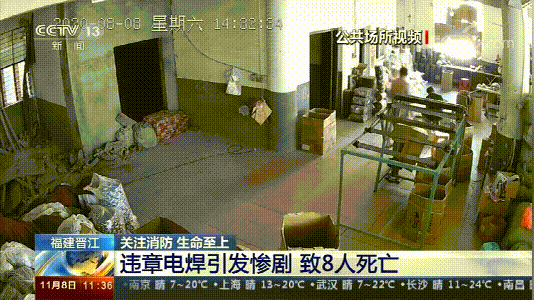 CCTV 13
新闻
2020-08-08 星期六 14:32:34
公共场所视频
福建晋江
关注消防 生命至上
违章电焊引发惨剧 致8人死亡
11月8日 11:36
·南京 晴 7~20℃ ·上海 晴 13~20℃ ·武汉 晴 7~22℃ ·长沙 晴 11~24℃ ·南昌